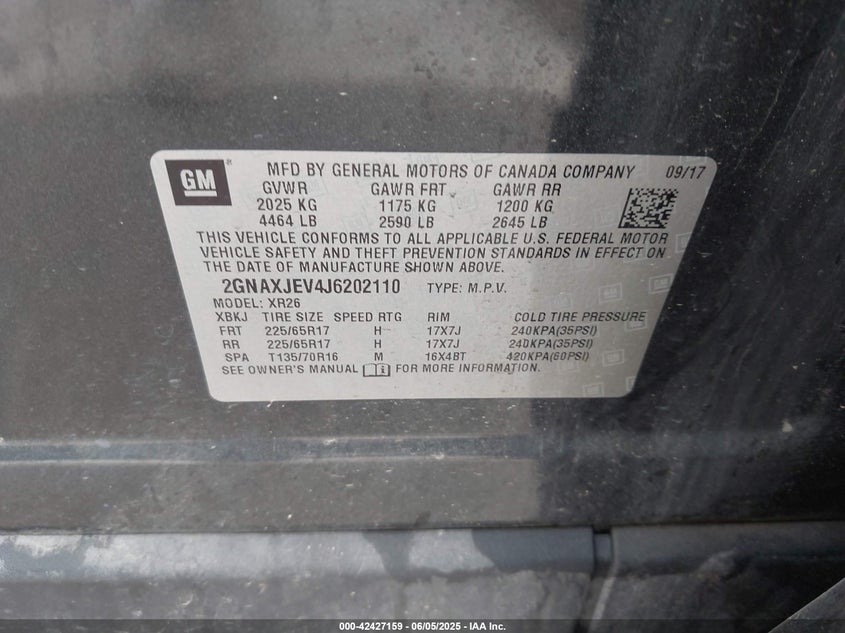 GM ® MFD BY GENERAL MOTORS OF CANADA COMPANY 09/17
GVWR GAWR FRT GAWR RR
2025 KG 1175 KG 1200 KG
4464 LB 2590 LB 2645 LB
THIS VEHICLE CONFORMS TO ALL APPLICABLE U.S. FEDERAL MOTOR
VEHICLE SAFETY AND THEFT PREVENTION STANDARDS IN EFFECT ON
THE DATE OF MANUFACTURE SHOWN ABOVE.
2GNAXJEV4J6202110 TYPE: M.P.V.
MODEL: XR26
XBKJ TIRE SIZE SPEED RTG RIM COLD TIRE PRESSURE
FRT 225/65R17 H 17X7J 240KPA(35PSI)
RR 225/65R17 H 17X7J 240KPA(35PSI)
SPA T135/70R16 M 16X4BT 420KPA(60PSI)
SEE OWNER'S MANUAL FOR MORE INFORMATION.
000-42427159 - 06/05/2025 - IAA Inc.